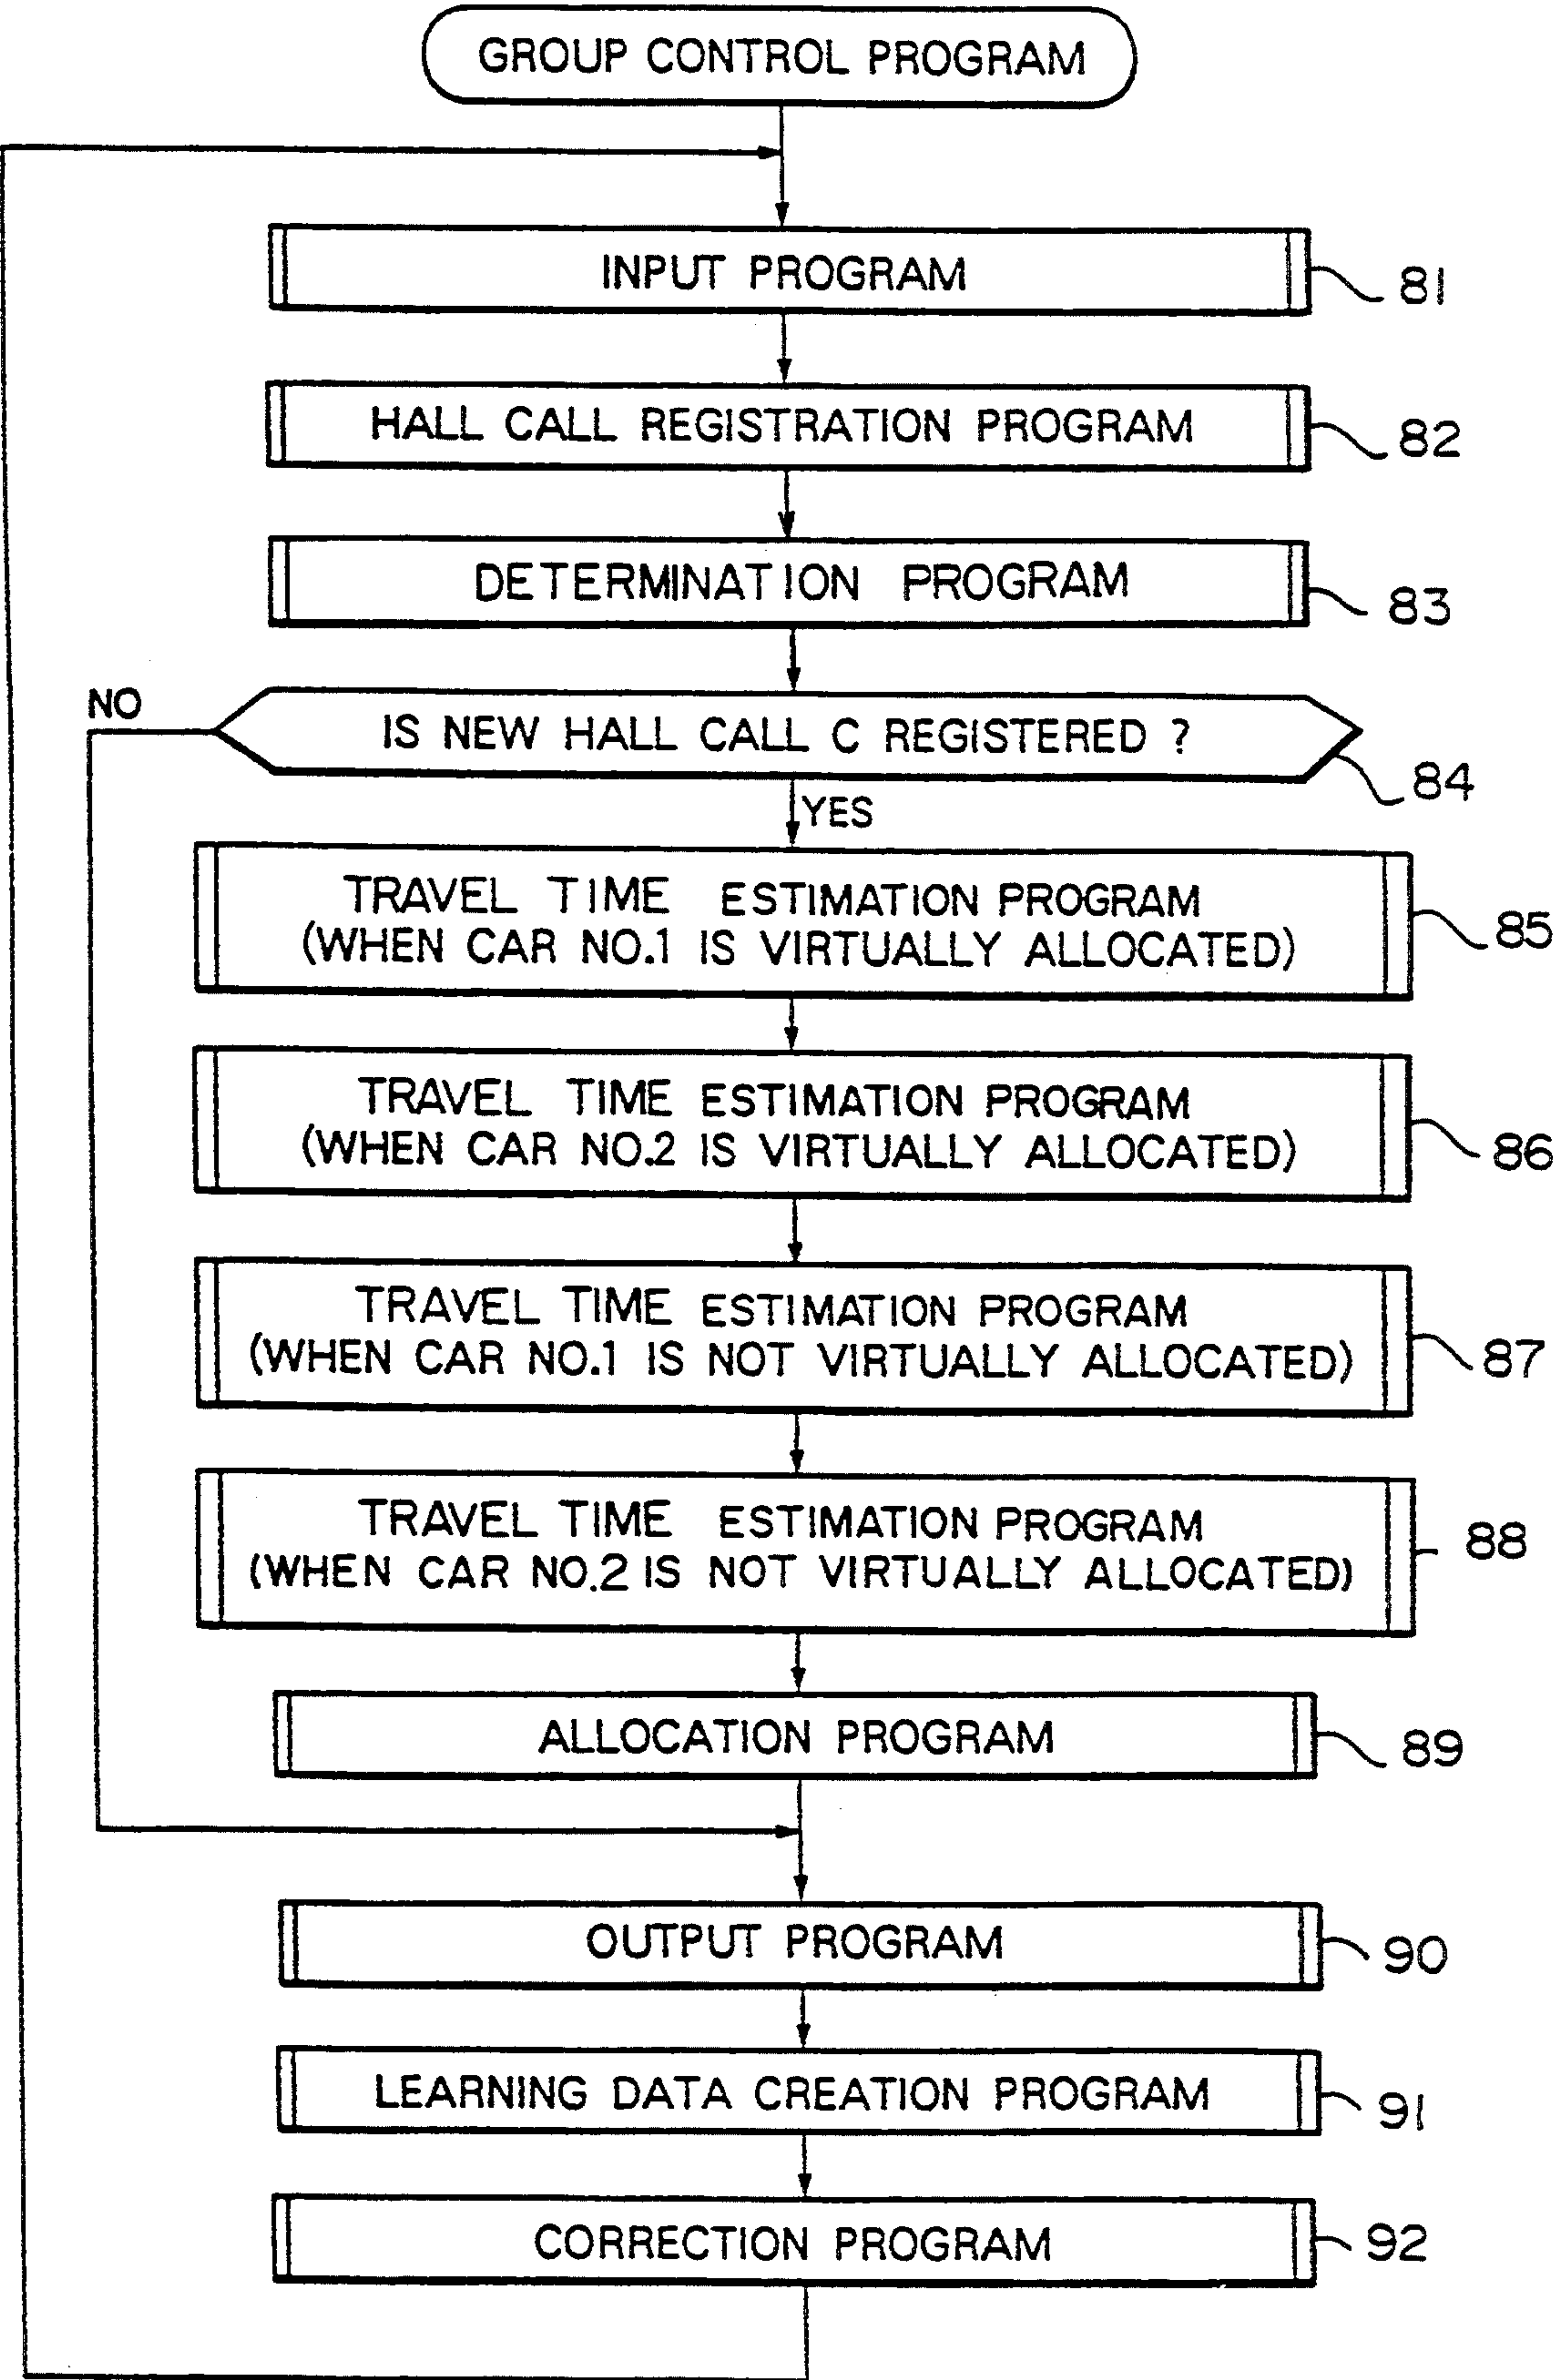 GROUP CONTROL PROGRAM
INPUT PROGRAM
81
HALL CALL REGISTRATION PROGRAM
82
DETERMINATION PROGRAM
83
NO
IS NEW HALL CALL C REGISTERED ?
84
YES
TRAVEL TIME ESTIMATION PROGRAM
(WHEN CAR NO.1 IS VIRTUALLY ALLOCATED)
85
TRAVEL TIME ESTIMATION PROGRAM
(WHEN CAR NO.2 IS VIRTUALLY ALLOCATED)
86
TRAVEL TIME ESTIMATION PROGRAM
(WHEN CAR NO.1 IS NOT VIRTUALLY ALLOCATED)
87
TRAVEL TIME ESTIMATION PROGRAM
(WHEN CAR NO.2 IS NOT VIRTUALLY ALLOCATED)
88
ALLOCATION PROGRAM
89
OUTPUT PROGRAM
90
LEARNING DATA CREATION PROGRAM
91
CORRECTION PROGRAM
92